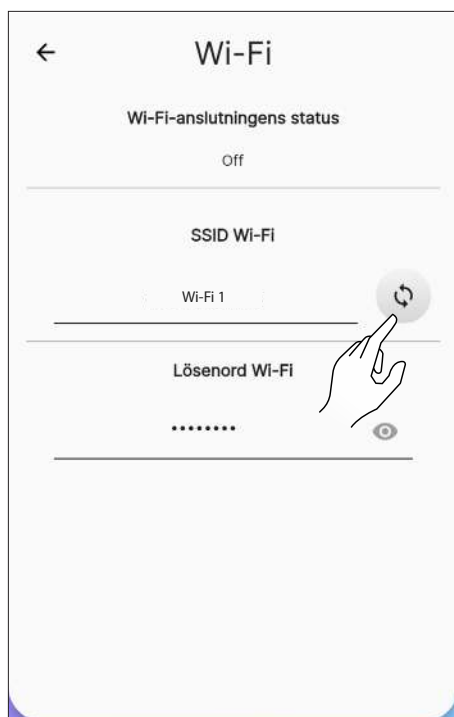 Wi-Fi
Wi-Fi-anslutningens status
Off
SSID Wi-Fi
Wi-Fi 1
Lösenord Wi-Fi
••••••••